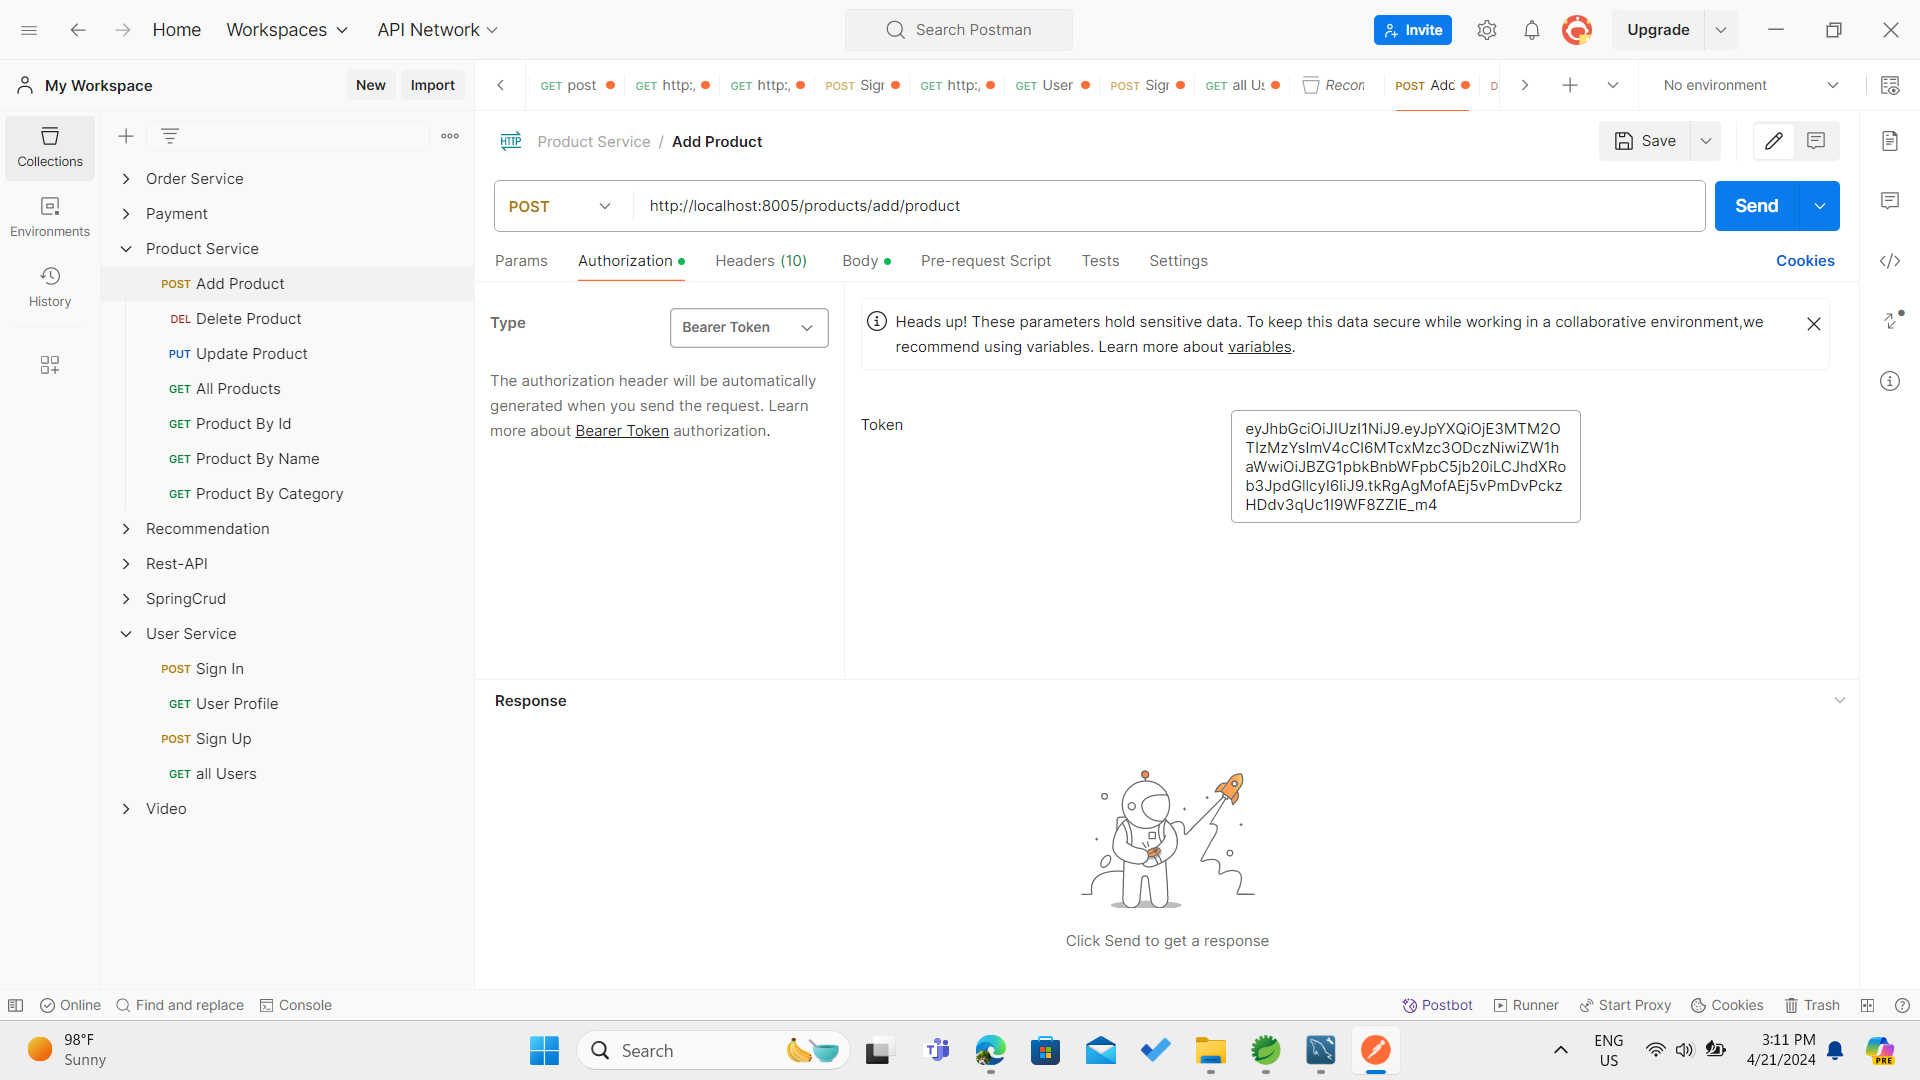 Home
Workspaces
API Network
Search Postman
Invite
Upgrade
My Workspace
New
Import
GET post
GET http:/
GET http:/
POST Sigr
GET http:/
GET User
POST Sigr
GET all Us
Recon
POST Add
D
No environment
Collections
Environments
History
Order Service
Payment
Product Service
POST Add Product
DEL Delete Product
PUT Update Product
GET All Products
GET Product By Id
GET Product By Name
GET Product By Category
Recommendation
Rest-API
SpringCrud
User Service
POST Sign In
GET User Profile
POST Sign Up
GET all Users
Video
HTTP
Product Service / Add Product
Save
POST
http://localhost:8005/products/add/product
Send
Params
Authorization
Headers (10)
Body
Pre-request Script
Tests
Settings
Cookies
Type
Bearer Token
The authorization header will be automatically
generated when you send the request. Learn
more about Bearer Token authorization.
Heads up! These parameters hold sensitive data. To keep this data secure while working in a collaborative environment,we
recommend using variables. Learn more about variables.
Token
eyJhbGciOiJIUzI1NiJ9.eyJpYXQiOjE3MTM2O
TIzMzYsImV4cCI6MTcxMzc3ODczNiwiZW1h
aWwiOiJBZG1pbkBnbWFpbC5jb20iLCJhdXRo
b3JpdGllcyI6IiJ9.tkRgAgMofAEj5vPmDvPckz
HDdv3qUc1I9WF8ZZIE_m4
Response
Click Send to get a response
Online
Find and replace
Console
Postbot
Runner
Start Proxy
Cookies
Trash
98°F
Sunny
Search
ENG
US
3:11 PM
4/21/2024
PRE